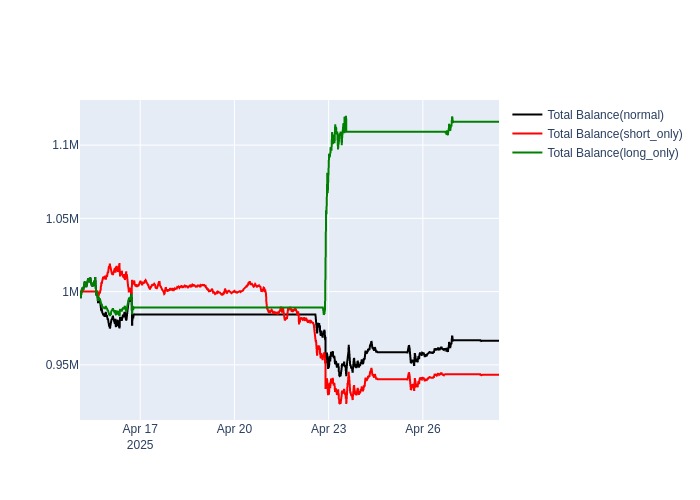 1.1M
1.05M
1M
0.95M
Apr 17
2025
Apr 20
Apr 23
Apr 26
Total Balance(normal)
Total Balance(short_only)
Total Balance(long_only)